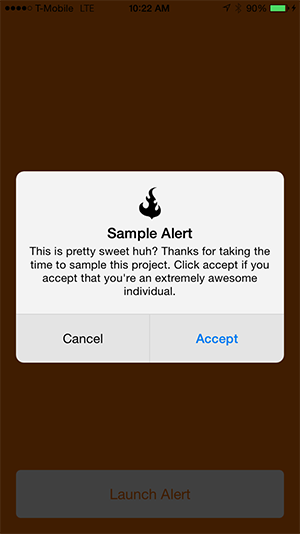 T-Mobile LTE 10:22 AM 90%
Sample Alert
This is pretty sweet huh? Thanks for taking the
time to sample this project. Click accept if you
accept that you're an extremely awesome
individual.
Cancel Accept
Launch Alert